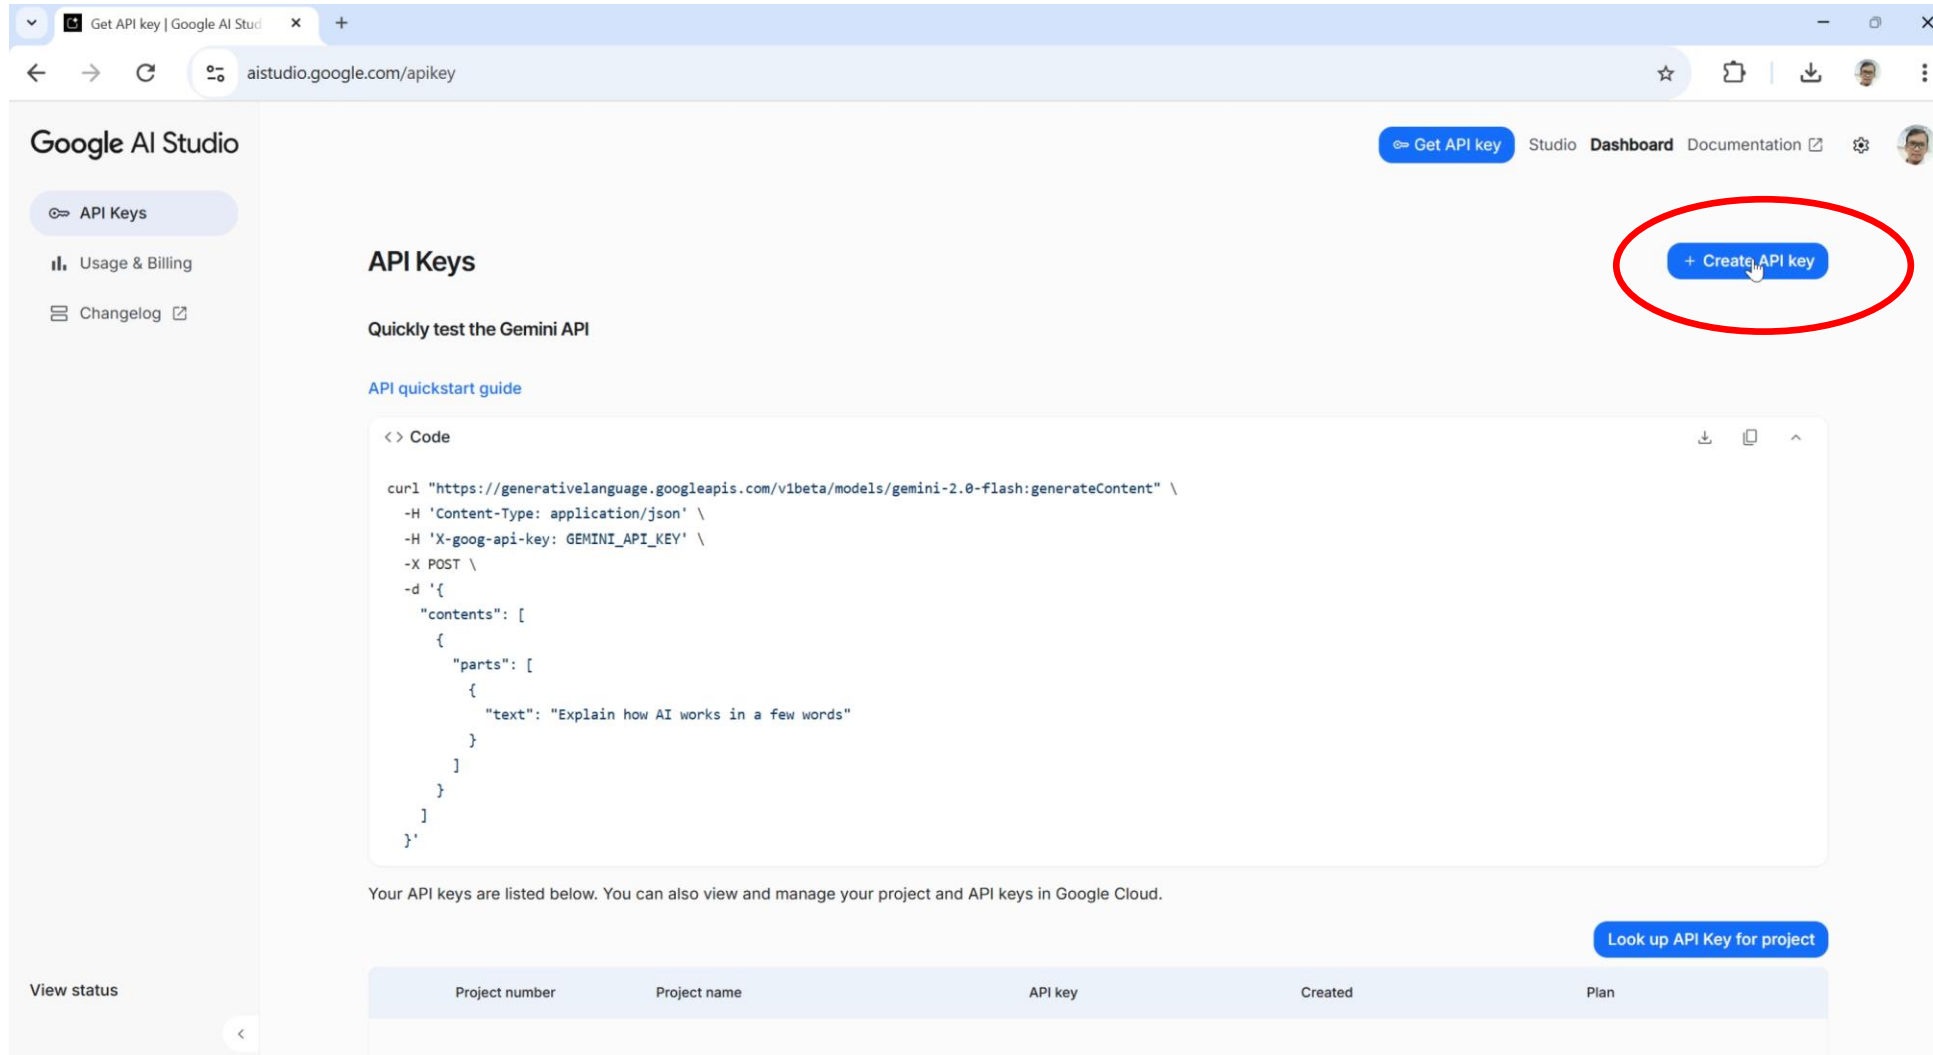 Get API key | Google AI Stud
aistudio.google.com/apikey
Google AI Studio
Get API key
Studio
Dashboard
Documentation
API Keys
Usage & Billing
Changelog
API Keys
+ Create API key
Quickly test the Gemini API
API quickstart guide
<> Code
curl "https://generativelanguage.googleapis.com/v1beta/models/gemini-2.0-flash:generateContent" \
-H 'Content-Type: application/json' \
-H 'X-goog-api-key: GEMINI_API_KEY' \
-X POST \
-d '{
"contents": [
{
"parts": [
{
"text": "Explain how AI works in a few words"
}
]
}
]
}'
Your API keys are listed below. You can also view and manage your project and API keys in Google Cloud.
Look up API Key for project
View status
Project number Project name API key Created Plan